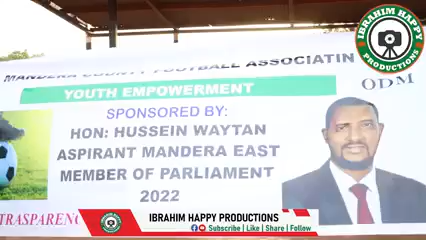 IBRAHIM HAPPY
PRODUCTIONS
MANDERA COUNTY FOOTBALL ASSOCIATIN
ODM
YOUTH EMPOWERMENT
SPONSORED BY:
HON: HUSSEIN WAYTAN
ASPIRANT MANDERA EAST
MEMBER OF PARLIAMENT
2022
TRASPARENC
IBRAHIM HAPPY PRODUCTIONS
Subscribe | Like | Share | Follow